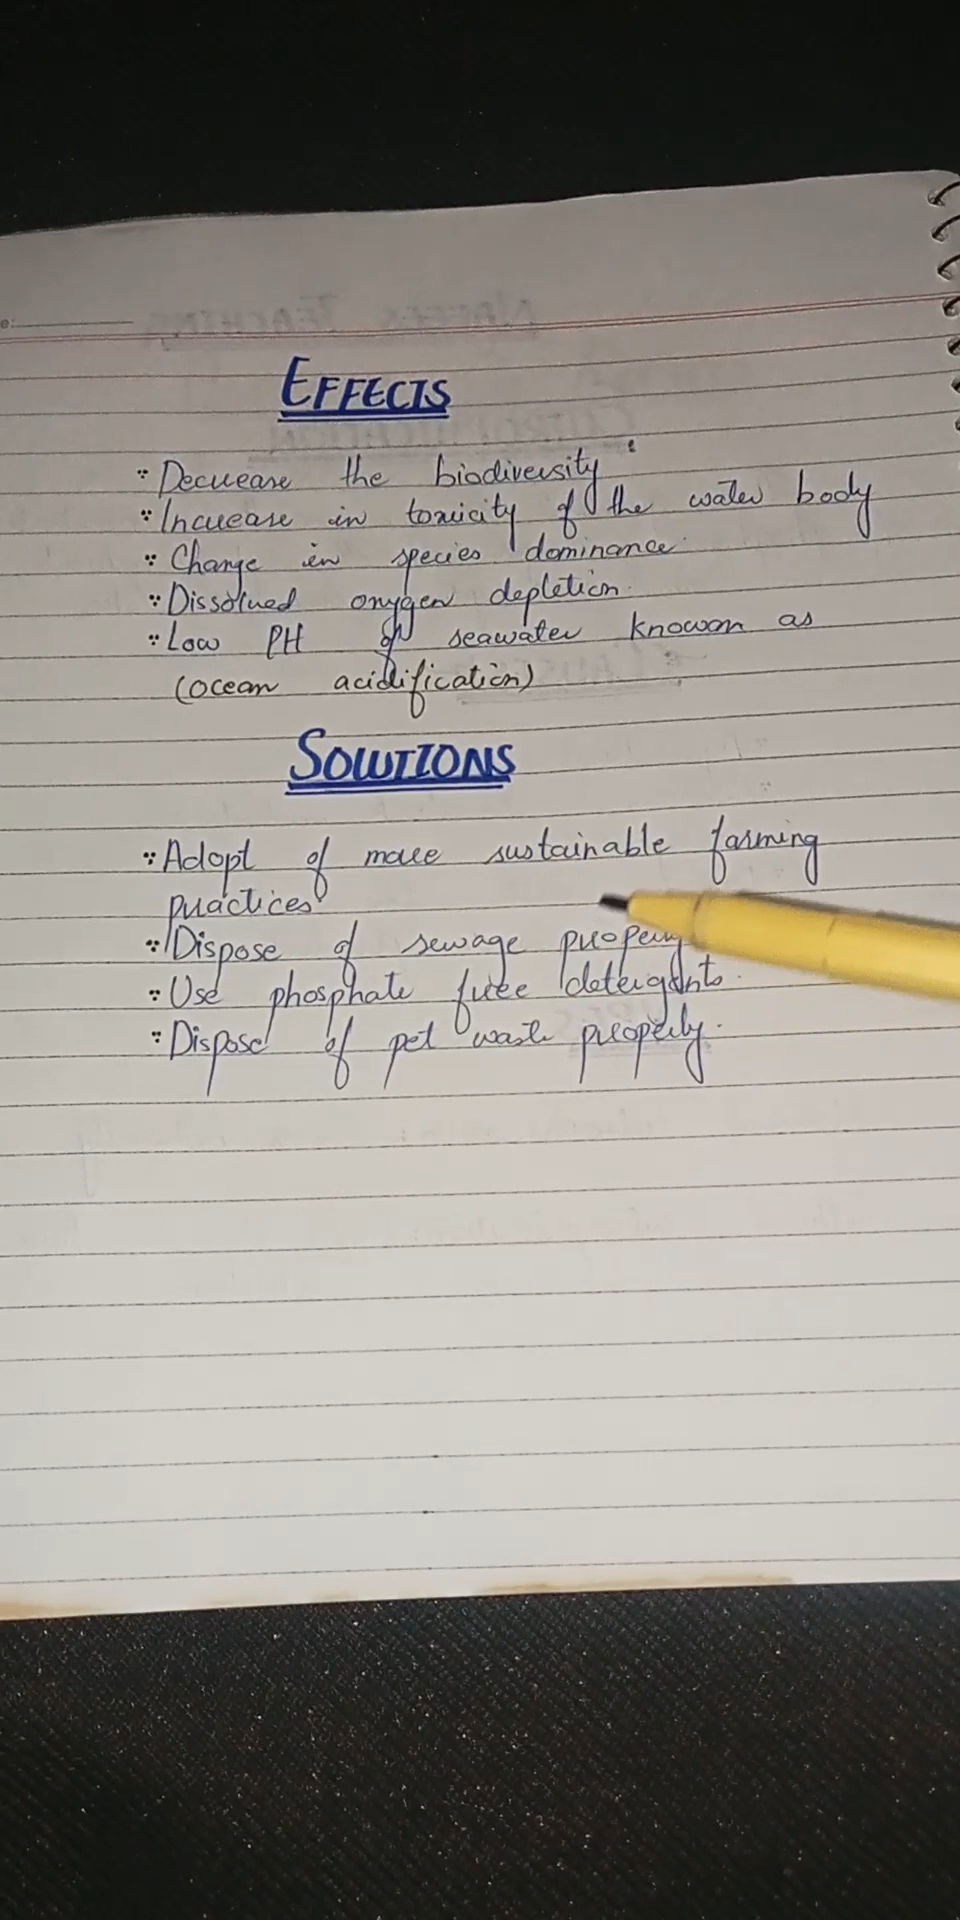 e:
EFFECTS
Decrease the biodiversity
Increase in toxicity of the water body
Change in species dominance.
Dissolved oxygen depletion.
Low PH of seawater knowon as
(ocean acidification)
SOLUTIONS
Adopt of more sustainable farming
practices
Dispose of sewage properly
Use phosphate free detergents.
Dispose of pet waste properly.